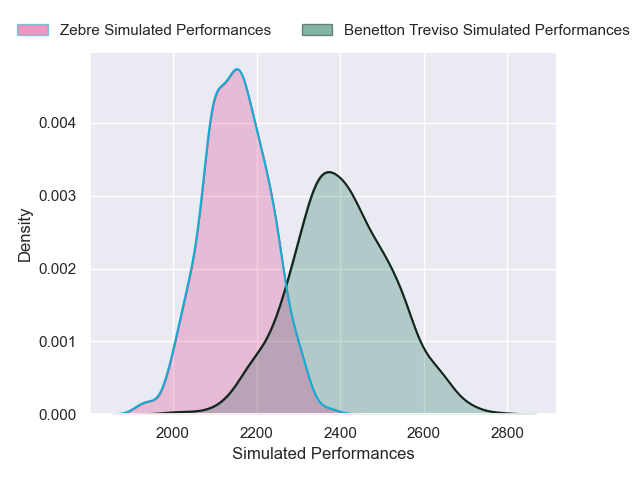 Zebre Simulated Performances
Benetton Treviso Simulated Performances
0.004
0.003
0.002
0.001
0.000
Density
2000
2200
2400
2600
2800
Simulated Performances